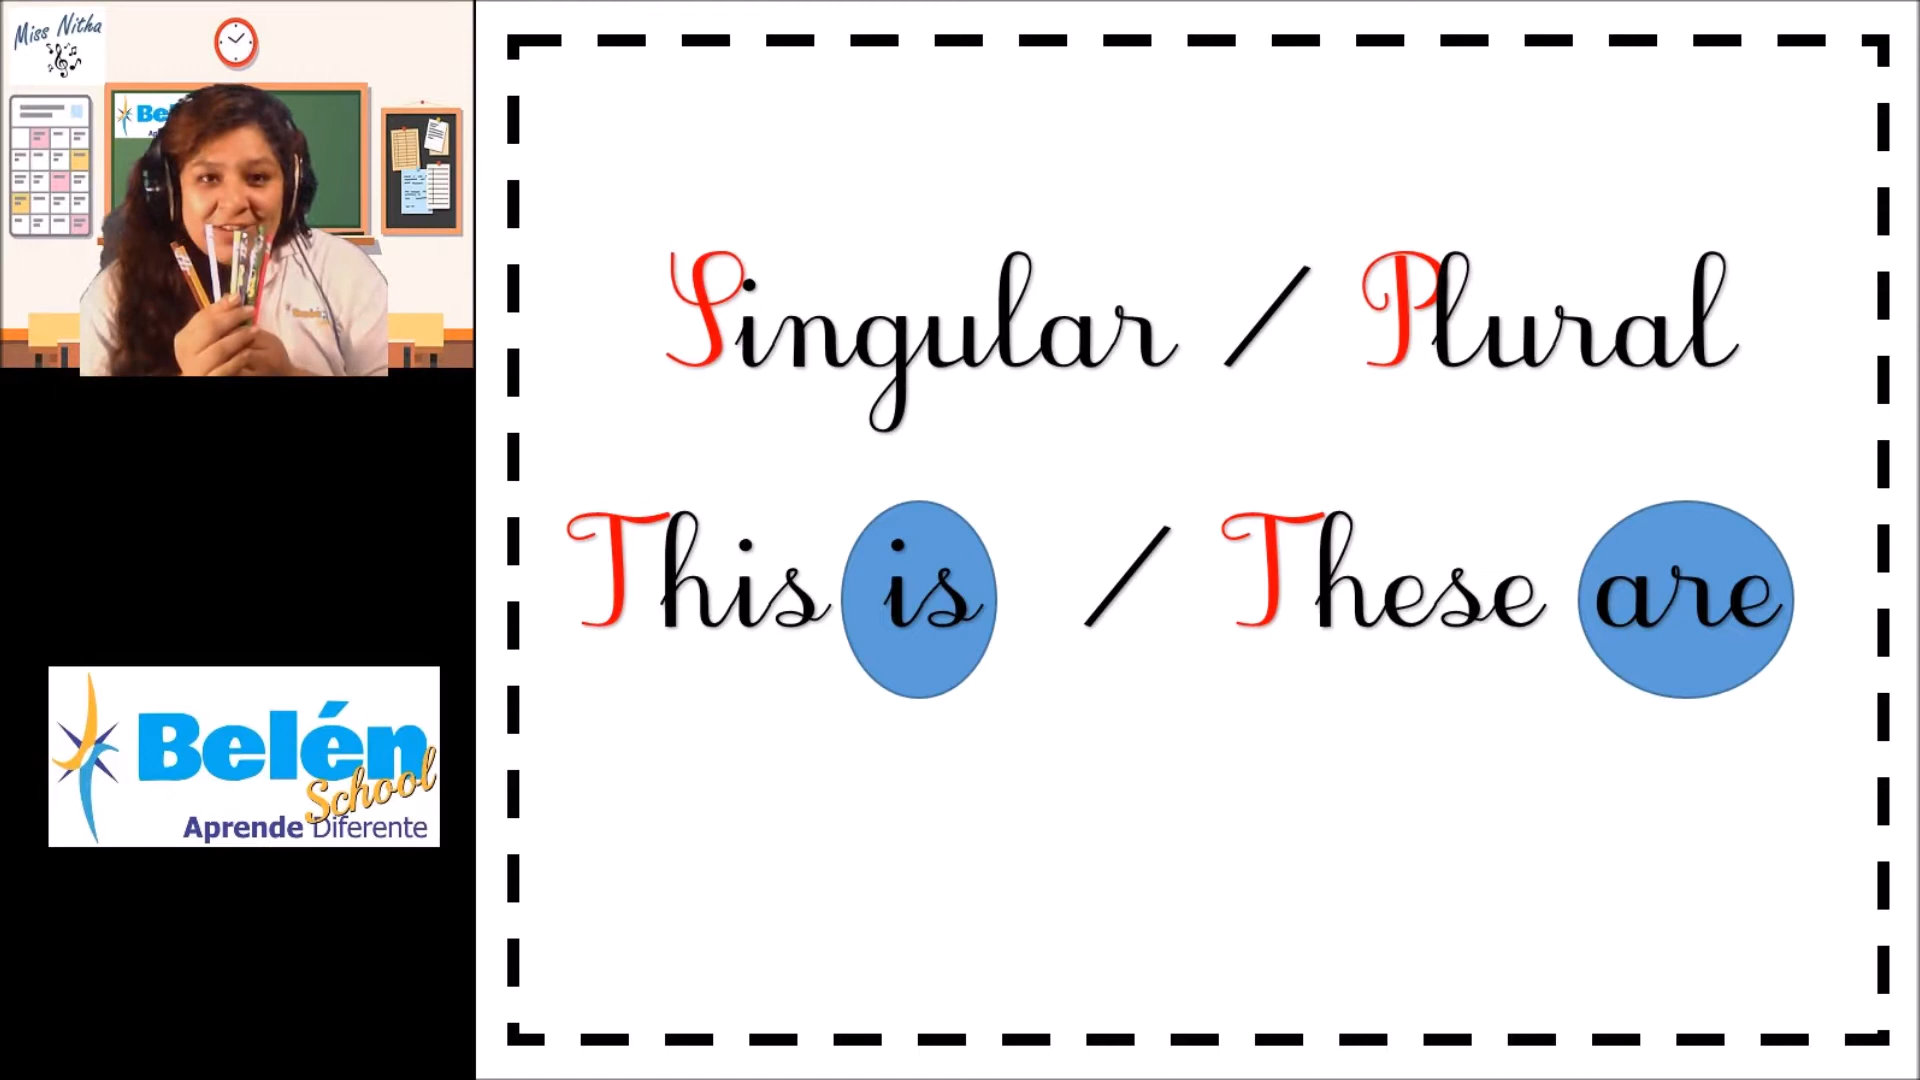 Miss Nitha
Singular / Plural
This is / These are
Belén
School
Aprende Diferente